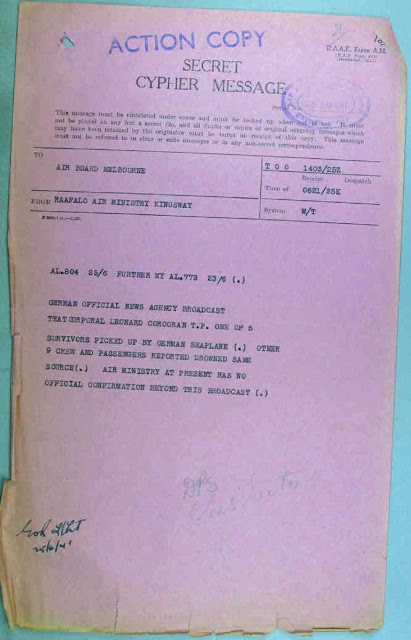 ACTION COPY
R.A.A.F. Form A.M.
SECRET
CYPHER MESSAGE
This message must be circulated under cover and must be locked up when not in use. It must
not be placed on any but a secret file, and all drafts or copies of original outgoing messages which
may have been retained by the originator must be burnt on receipt of this copy. This message
must not be referred to in clear or code messages or in any non-secret correspondence.
TO
AIR BOARD MELBOURNE
T O O 1403/25Z
Receipt Despatch
Time of 0621/25K
FROM RAAFALO AIR MINISTRY KINGSWAY
System W/T
AL.804 25/6 FURTHER MY AL.773 23/6 (.)
GERMAN OFFICIAL NEWS AGENCY BROADCAST
THAT CORPORAL LEONARD CORCORAN T.P. ONE OF 5
SURVIVORS PICKED UP BY GERMAN SEAPLANE (.) OTHER
9 CREW AND PASSENGERS REPORTED DROWNED SAME
SOURCE(.) AIR MINISTRY AT PRESENT HAS NO
OFFICIAL CONFIRMATION BEYOND THIS BROADCAST (.)
DPS